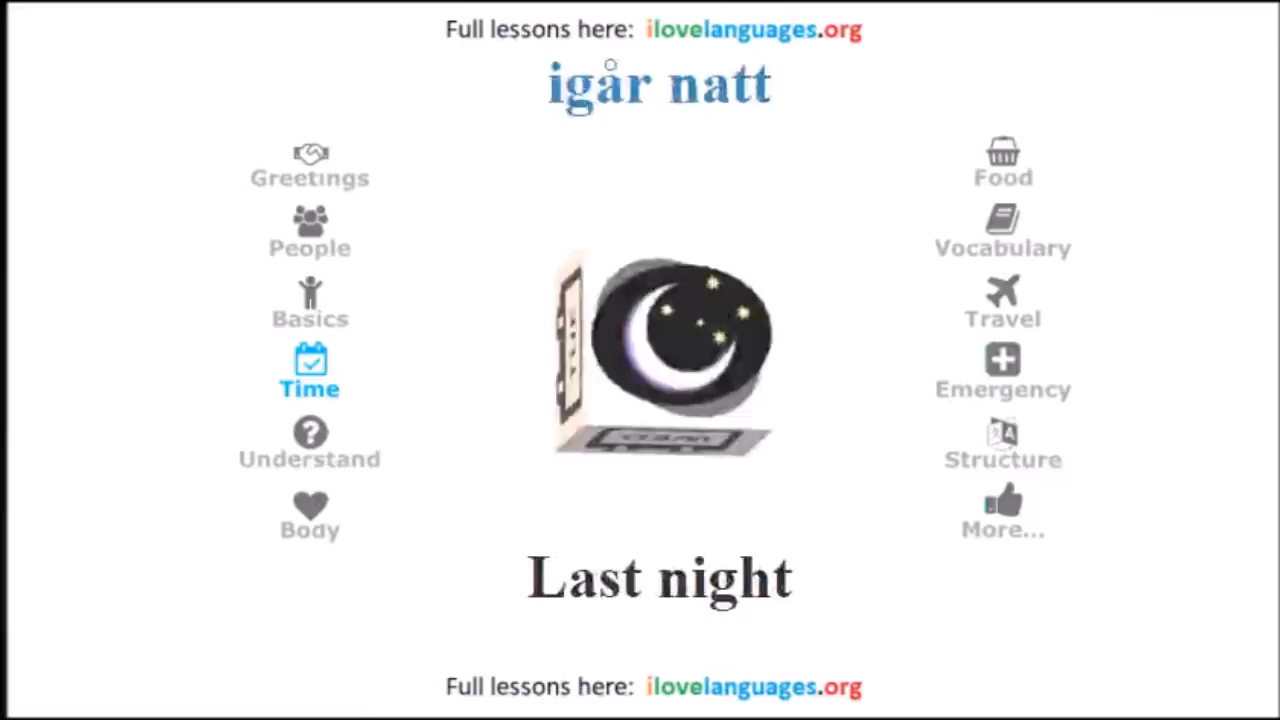 Full lessons here: ilovelanguages.org
igår natt
Greetings
People
Basics
Time
Understand
Body
Food
Vocabulary
Travel
Emergency
Structure
More...
Last night
Full lessons here: ilovelanguages.org